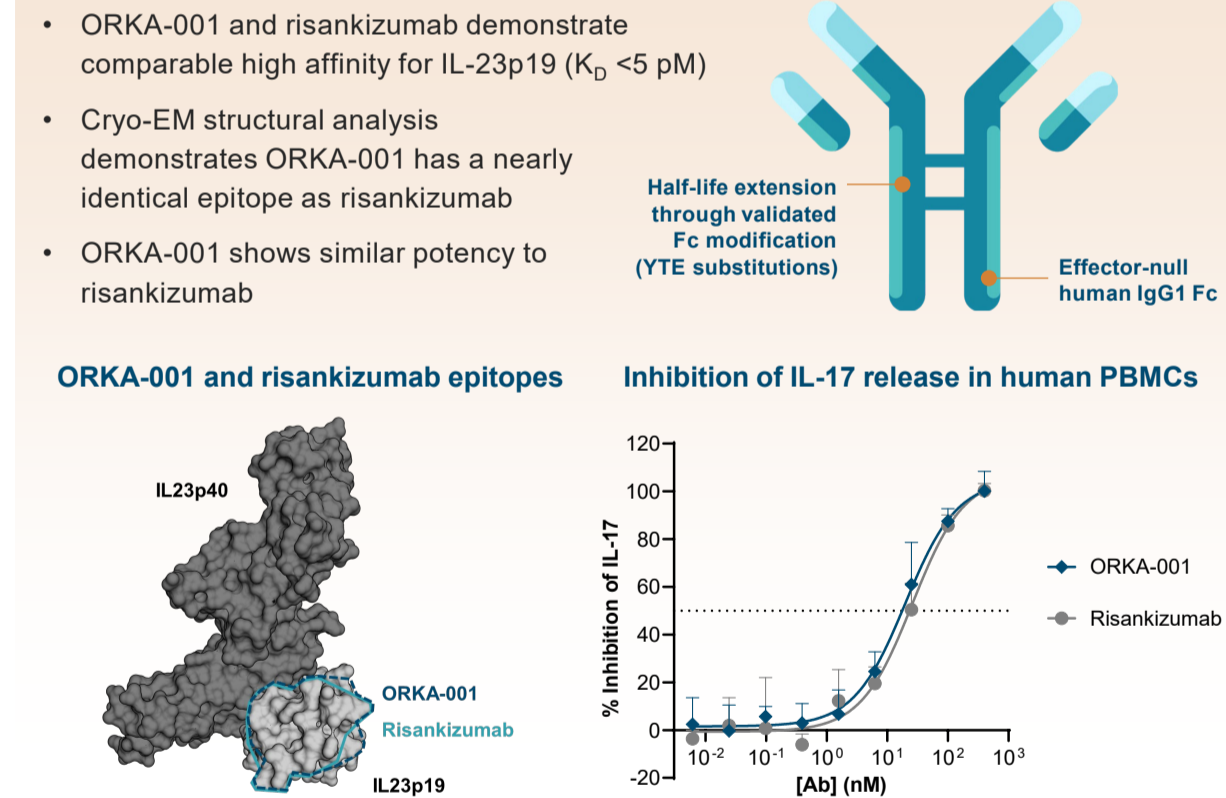 • ORKA-001 and risankizumab demonstrate
comparable high affinity for IL-23p19 (K_D <5 pM)
• Cryo-EM structural analysis
demonstrates ORKA-001 has a nearly
identical epitope as risankizumab
• ORKA-001 shows similar potency to
risankizumab
Half-life extension
through validated
Fc modification
(YTE substitutions)
Effector-null
human IgG1 Fc
ORKA-001 and risankizumab epitopes
IL23p40
ORKA-001
Risankizumab
IL23p19
Inhibition of IL-17 release in human PBMCs
% Inhibition of IL-17
120
100
80
60
40
20
0
-20
10⁻² 10⁻¹ 10⁰ 10¹ 10² 10³
[Ab] (nM)
ORKA-001
Risankizumab